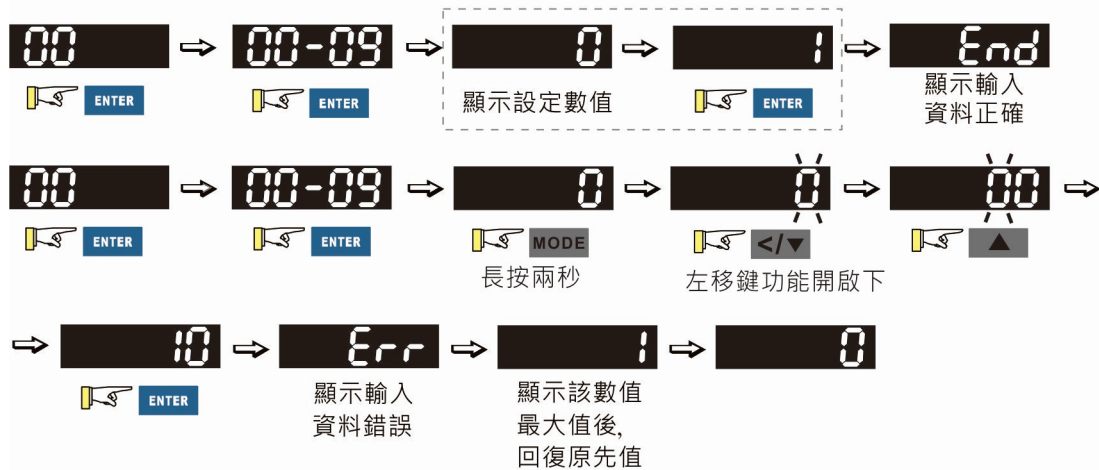 00 00-09 0 1 End
ENTER ENTER 顯示設定數值 ENTER 顯示輸入
資料正確
00 00-09 0 0 00
ENTER ENTER MODE </▼ ▲
長按兩秒 左移鍵功能開啟下
10 Err 1 0
ENTER 顯示輸入 顯示該數值
資料錯誤 最大值後,
回復原先值